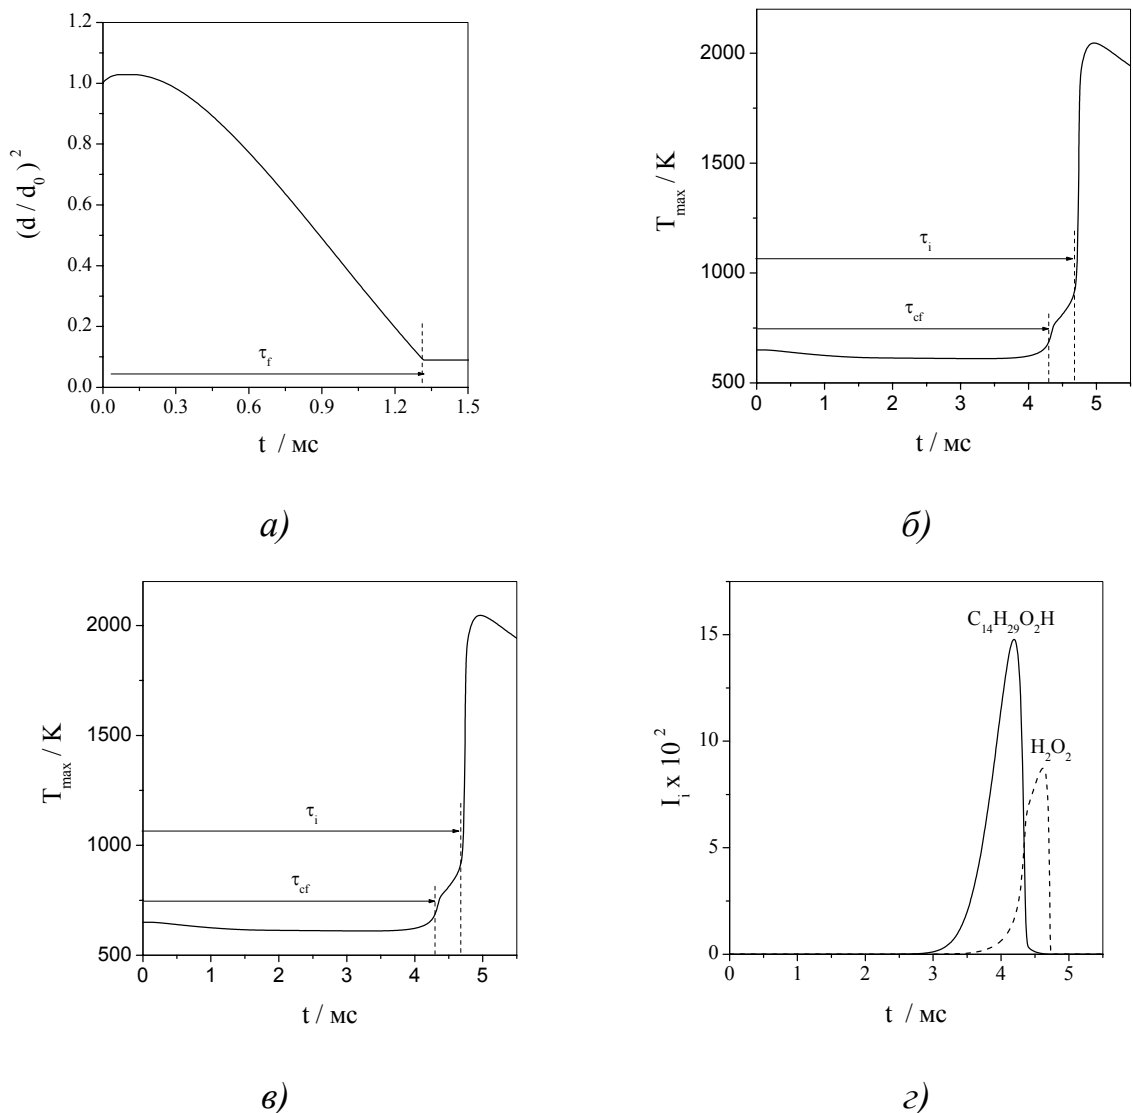 1.2
1.0
0.8
0.6
0.4
0.2
0.0
(d / d₀)²
τf
0.0 0.3 0.6 0.9 1.2 1.5
t / мс
а)
2000
1500
1000
500
Tmax / K
τi
τcf
0 1 2 3 4 5
t / мс
б)
2000
1500
1000
500
Tmax / K
τi
τcf
0 1 2 3 4 5
t / мс
в)
15
10
5
0
Ii x 10²
C₁₄H₂₉O₂H
H₂O₂
0 1 2 3 4 5
t / мс
г)